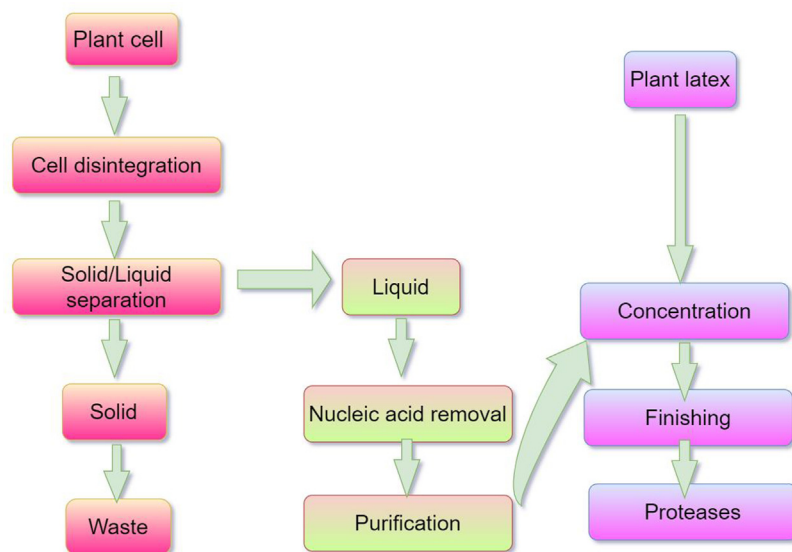 Plant cell
Cell disintegration
Solid/Liquid
separation
Solid
Waste
Liquid
Nucleic acid removal
Purification
Plant latex
Concentration
Finishing
Proteases